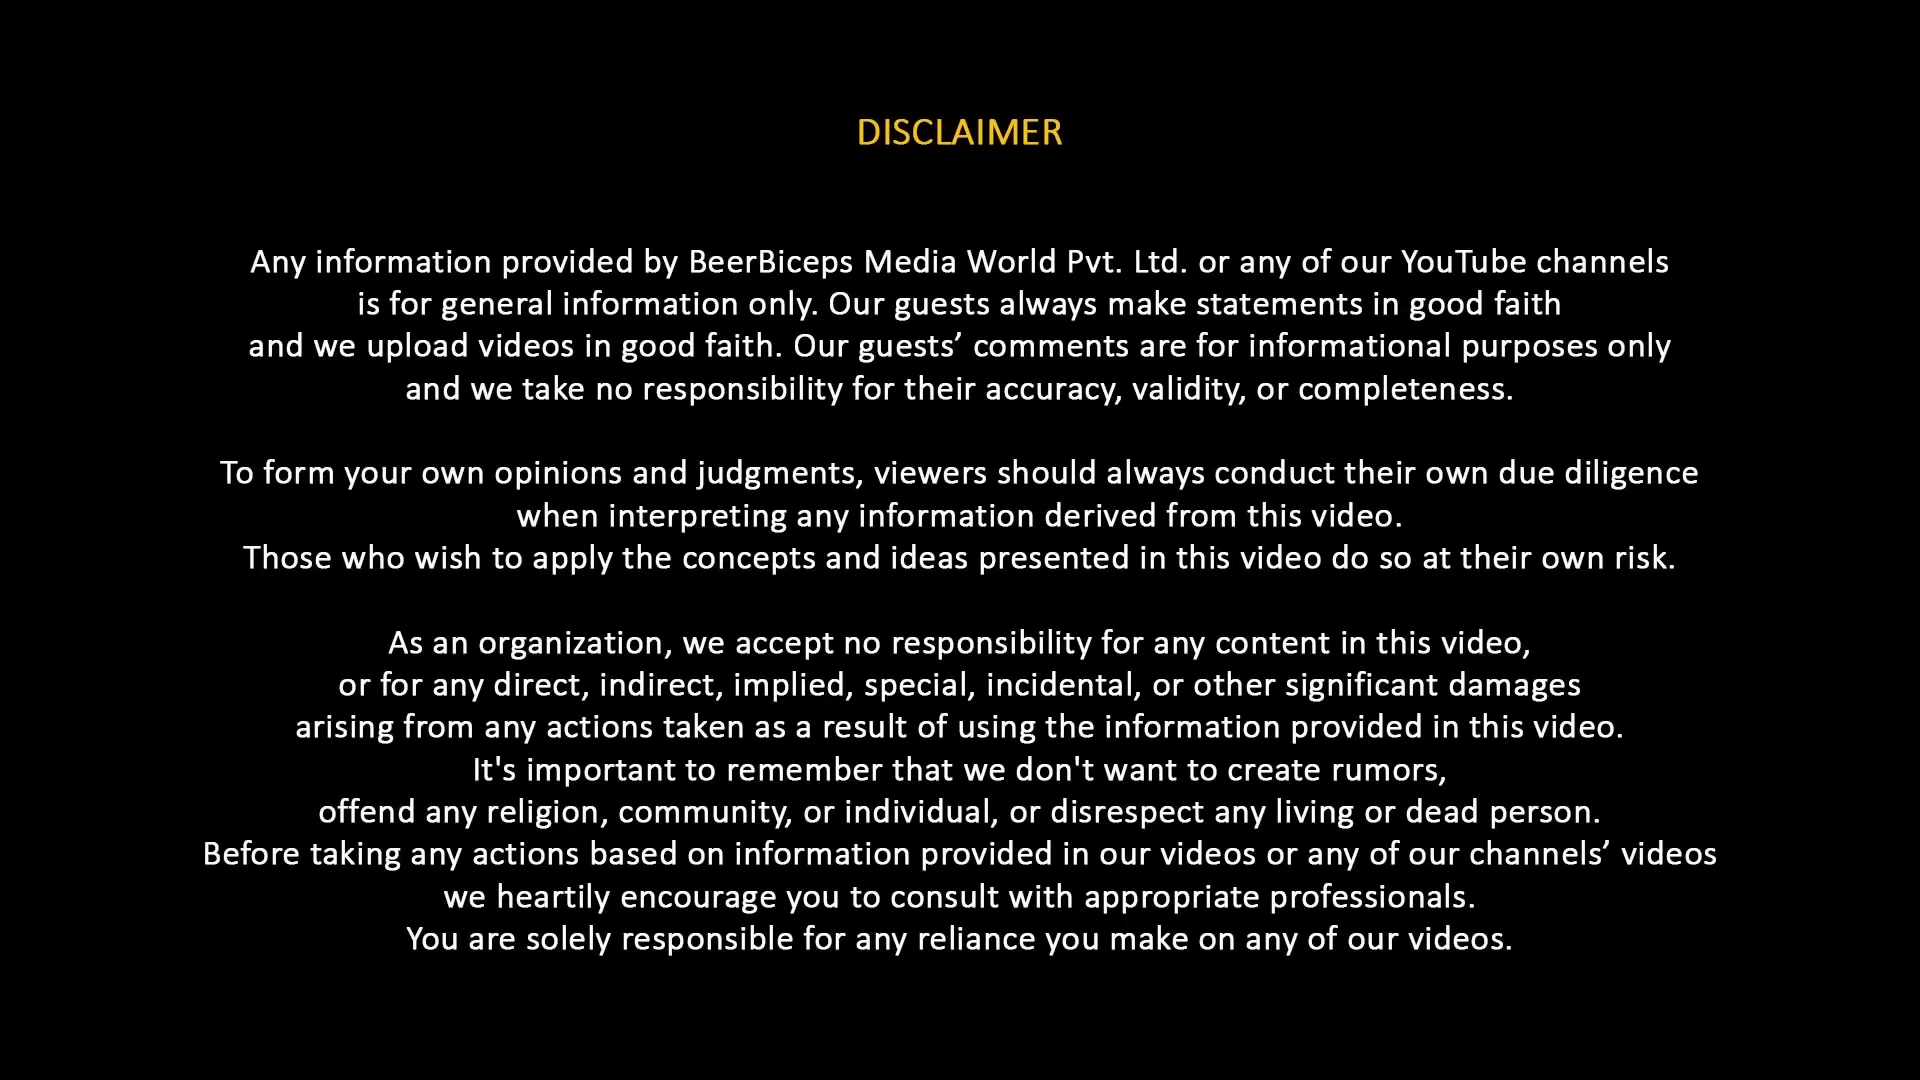 DISCLAIMER
Any information provided by BeerBiceps Media World Pvt. Ltd. or any of our YouTube channels
is for general information only. Our guests always make statements in good faith
and we upload videos in good faith. Our guests’ comments are for informational purposes only
and we take no responsibility for their accuracy, validity, or completeness.
To form your own opinions and judgments, viewers should always conduct their own due diligence
when interpreting any information derived from this video.
Those who wish to apply the concepts and ideas presented in this video do so at their own risk.
As an organization, we accept no responsibility for any content in this video,
or for any direct, indirect, implied, special, incidental, or other significant damages
arising from any actions taken as a result of using the information provided in this video.
It's important to remember that we don't want to create rumors,
offend any religion, community, or individual, or disrespect any living or dead person.
Before taking any actions based on information provided in our videos or any of our channels’ videos
we heartily encourage you to consult with appropriate professionals.
You are solely responsible for any reliance you make on any of our videos.